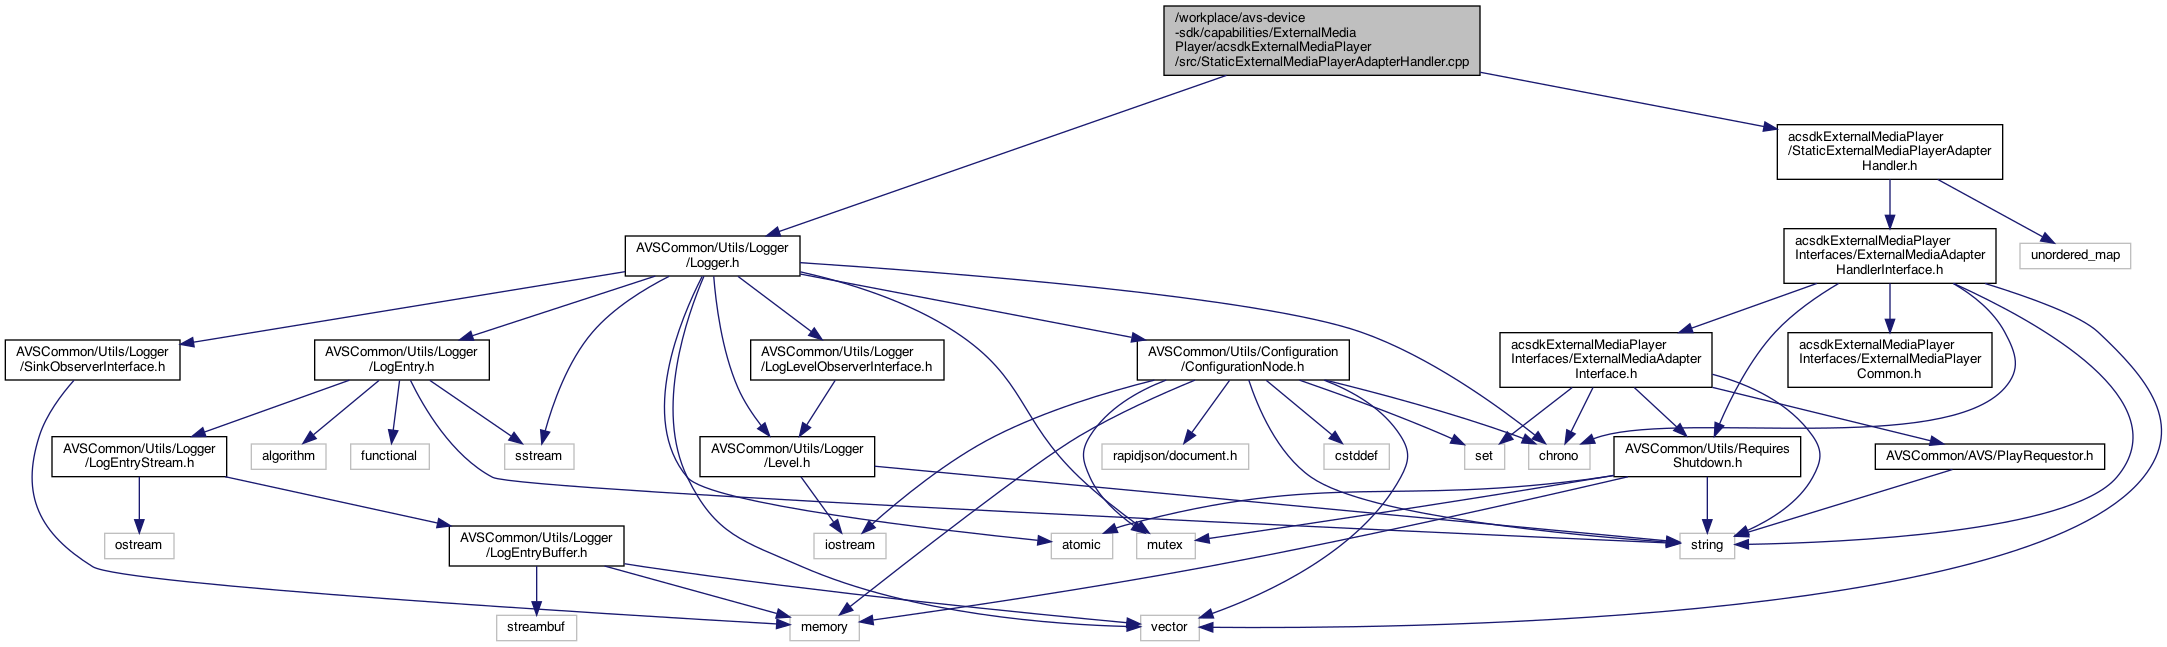 /workplace/avs-device
-sdk/capabilities/ExternalMedia
Player/acsdkExternalMediaPlayer
/src/StaticExternalMediaPlayerAdapterHandler.cpp
acsdkExternalMediaPlayer
/StaticExternalMediaPlayerAdapter
Handler.h
AVSCommon/Utils/Logger
/Logger.h
acsdkExternalMediaPlayer
Interfaces/ExternalMediaAdapter
HandlerInterface.h
unordered_map
AVSCommon/Utils/Logger
/SinkObserverInterface.h
AVSCommon/Utils/Logger
/LogEntry.h
AVSCommon/Utils/Logger
/LogLevelObserverInterface.h
AVSCommon/Utils/Configuration
/ConfigurationNode.h
acsdkExternalMediaPlayer
Interfaces/ExternalMediaAdapter
Interface.h
acsdkExternalMediaPlayer
Interfaces/ExternalMediaPlayer
Common.h
AVSCommon/Utils/Logger
/LogEntryStream.h
algorithm
functional
sstream
AVSCommon/Utils/Logger
/Level.h
rapidjson/document.h
cstddef
set
chrono
AVSCommon/Utils/Requires
Shutdown.h
AVSCommon/AVS/PlayRequestor.h
ostream
AVSCommon/Utils/Logger
/LogEntryBuffer.h
iostream
atomic
mutex
string
streambuf
memory
vector